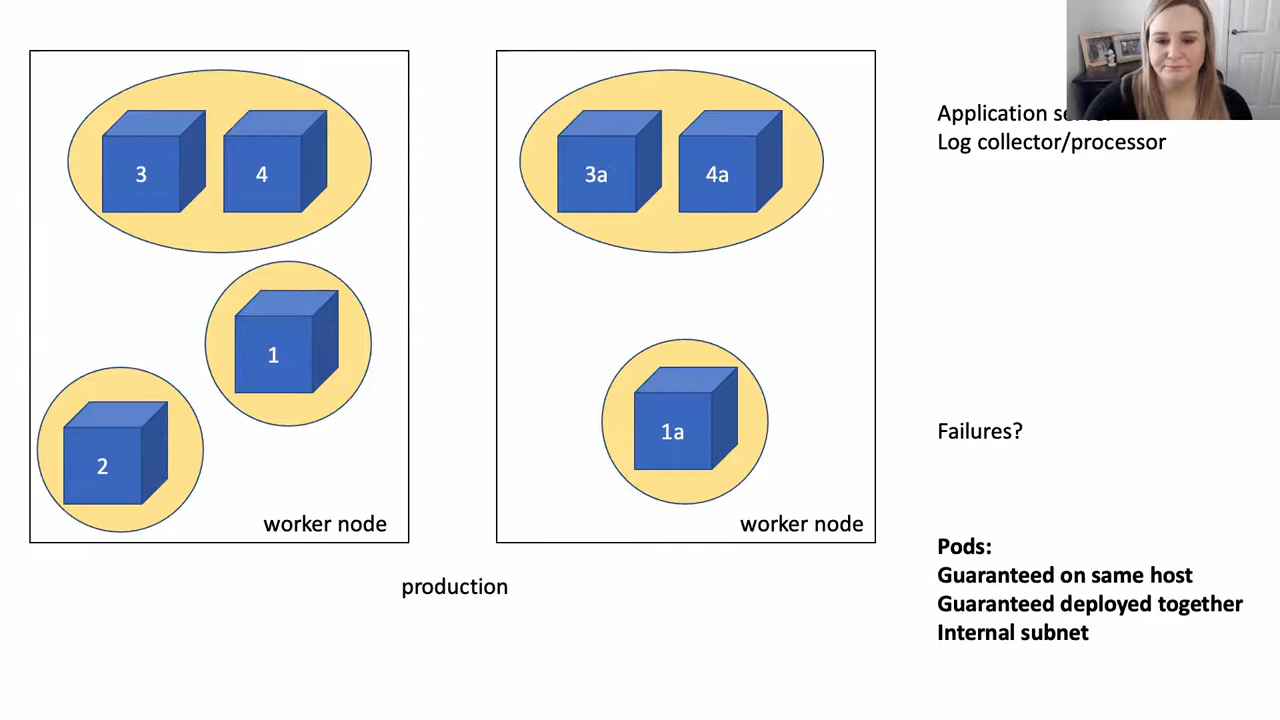 3
4
3a
4a
1
2
1a
worker node
worker node
production
Application
Log collector/processor
Failures?
Pods:
Guaranteed on same host
Guaranteed deployed together
Internal subnet